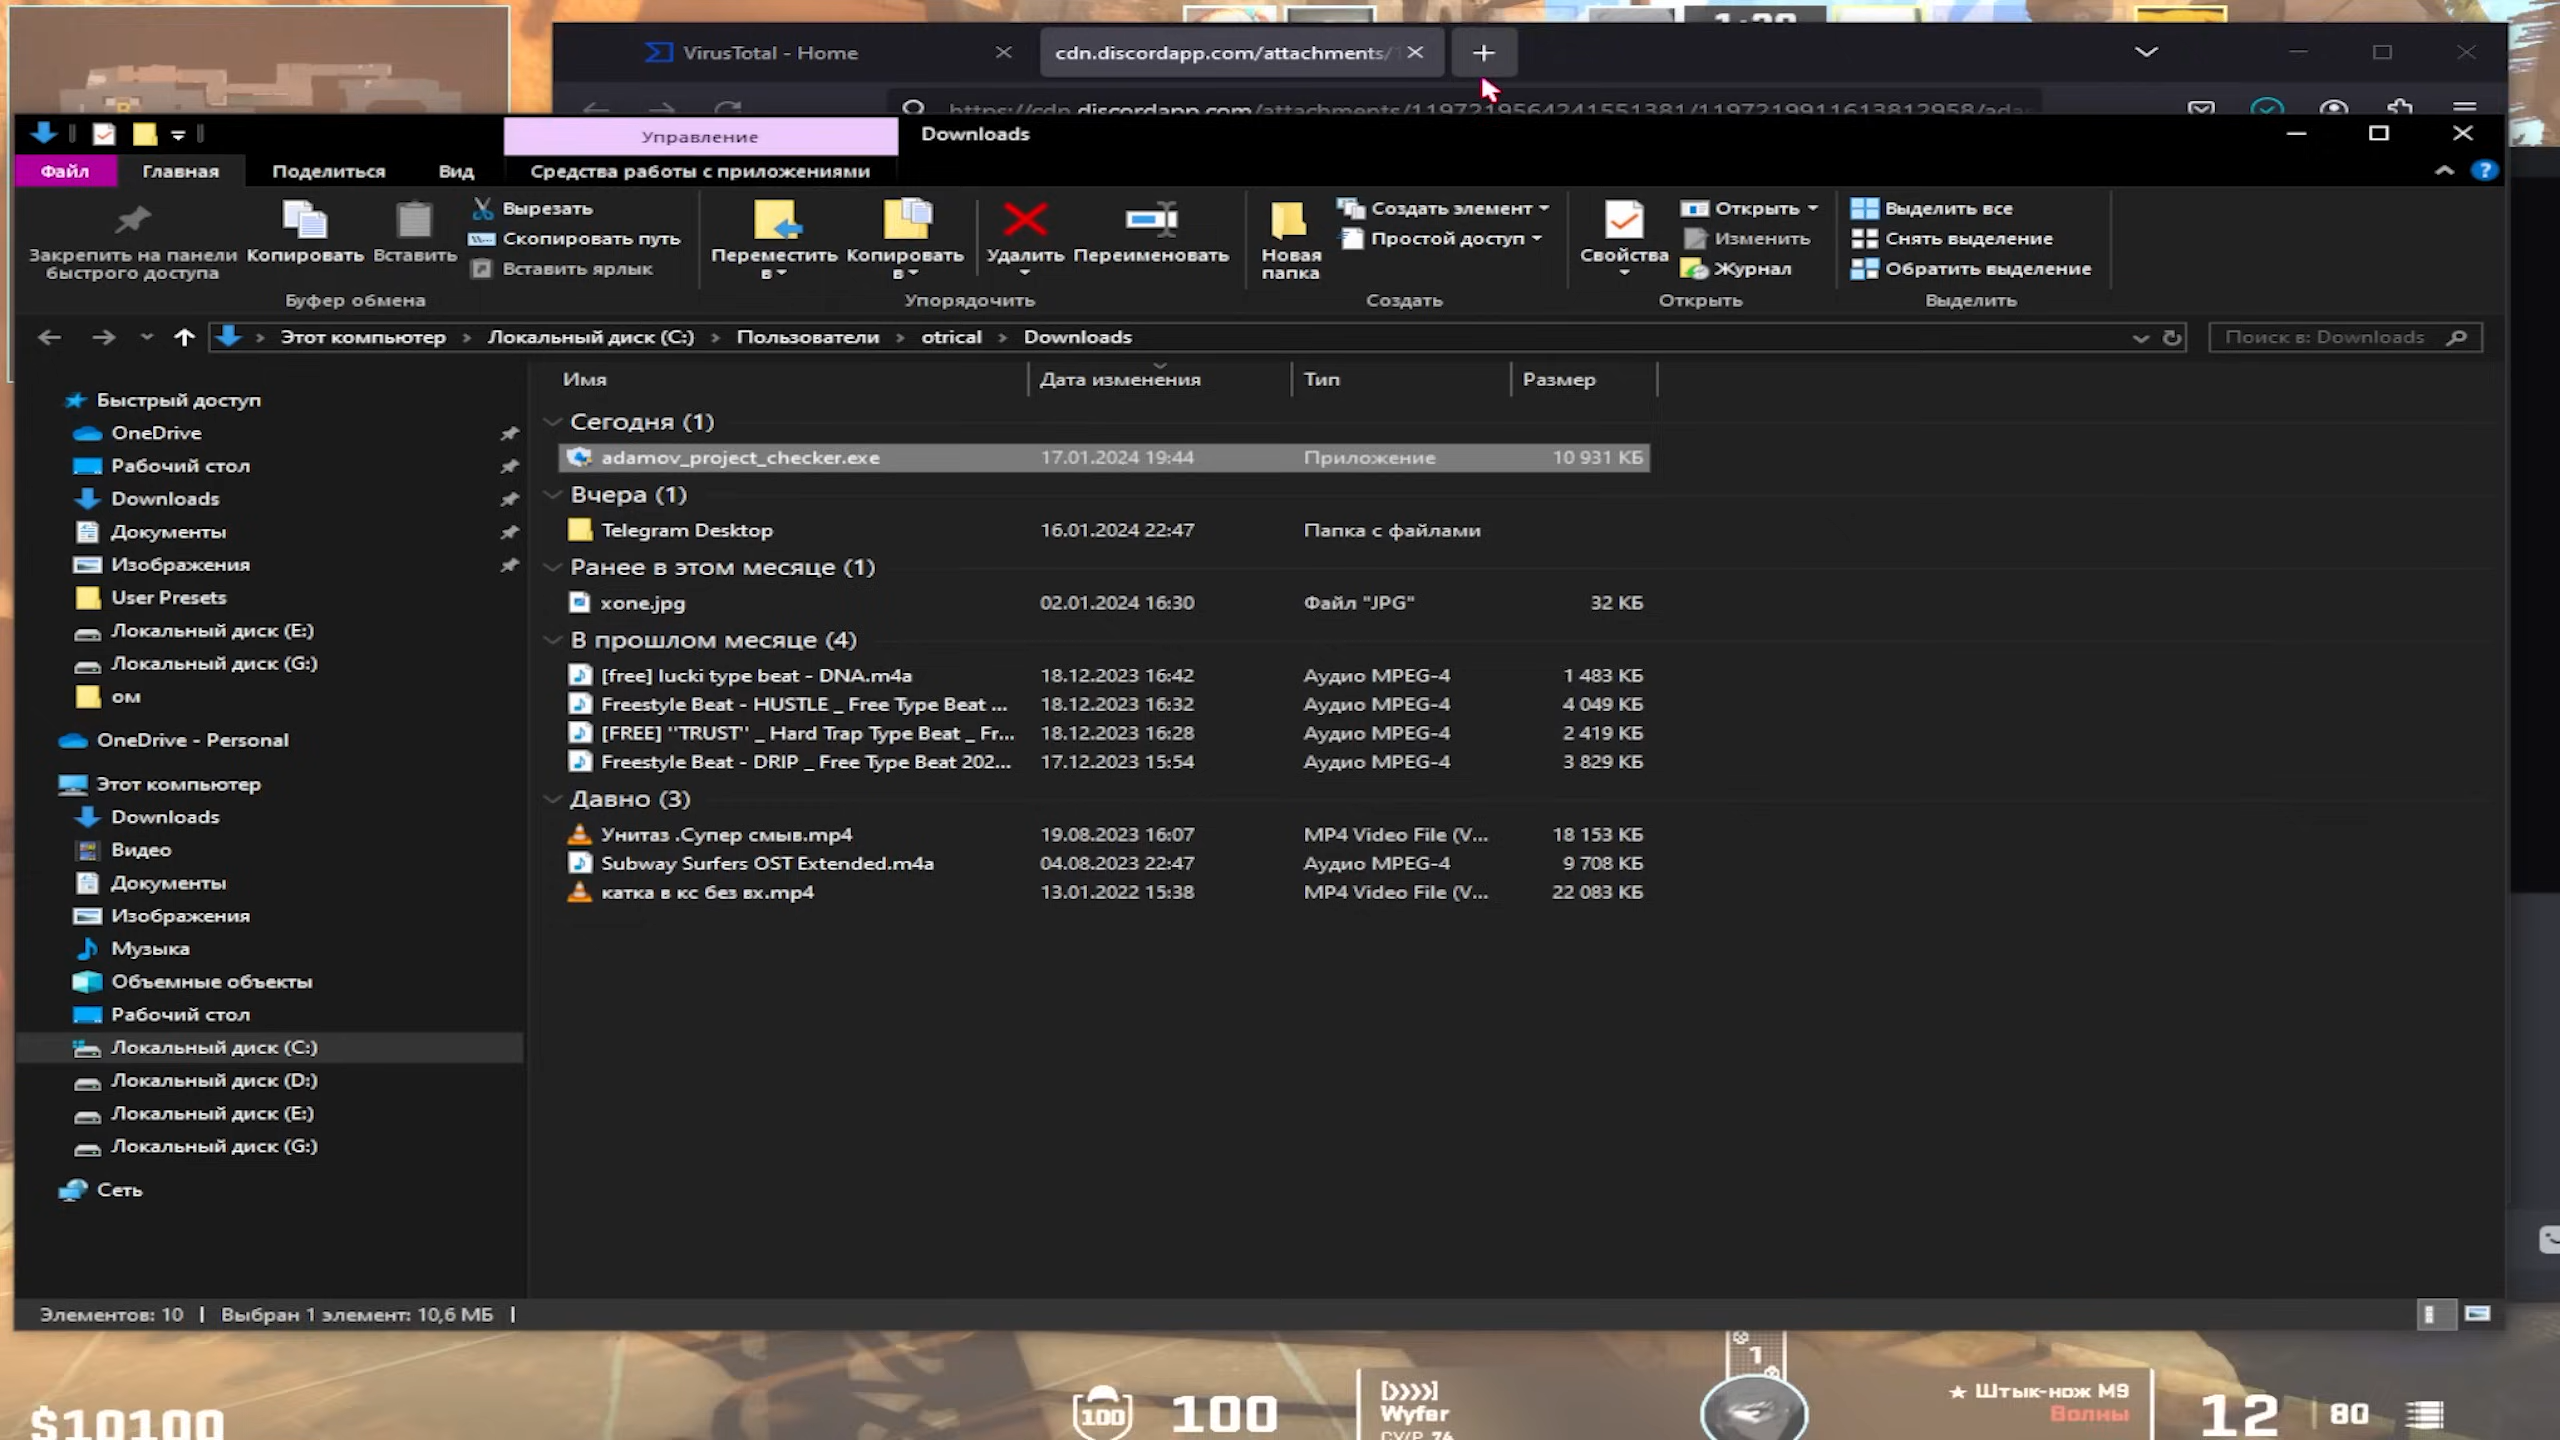 1:20
VirusTotal - Home
cdn.discordapp.com/attachments/
https://cdn.discordapp.com/attachments/1197219564241551381/1197219911613812958/ada
Управление
Downloads
Файл
Главная
Поделиться
Вид
Средства работы с приложениями
Закрепить на панели
быстрого доступа
Копировать
Вставить
Вырезать
Скопировать путь
Вставить ярлык
Буфер обмена
Переместить
в
Копировать
в
Удалить
Переименовать
Упорядочить
Новая
папка
Создать элемент
Простой доступ
Создать
Свойства
Открыть
Изменить
Журнал
Открыть
Выделить все
Снять выделение
Обратить выделение
Выделить
Этот компьютер
Локальный диск (C:)
Пользователи
otrical
Downloads
Поиск в: Downloads
Быстрый доступ
OneDrive
Рабочий стол
Downloads
Документы
Изображения
User Presets
Локальный диск (E:)
Локальный диск (G:)
ом
OneDrive - Personal
Этот компьютер
Downloads
Видео
Документы
Изображения
Музыка
Объемные объекты
Рабочий стол
Локальный диск (C:)
Локальный диск (D:)
Локальный диск (E:)
Локальный диск (G:)
Сеть
Имя Дата изменения Тип Размер
Сегодня (1)
adamov_project_checker.exe 17.01.2024 19:44 Приложение 10 931 КБ
Вчера (1)
Telegram Desktop 16.01.2024 22:47 Папка с файлами
Ранее в этом месяце (1)
xone.jpg 02.01.2024 16:30 Файл "JPG" 32 КБ
В прошлом месяце (4)
[free] lucki type beat - DNA.m4a 18.12.2023 16:42 Аудио MPEG-4 1 483 КБ
Freestyle Beat - HUSTLE _ Free Type Beat ... 18.12.2023 16:32 Аудио MPEG-4 4 049 КБ
[FREE] ''TRUST'' _ Hard Trap Type Beat _ Fr... 18.12.2023 16:28 Аудио MPEG-4 2 419 КБ
Freestyle Beat - DRIP _ Free Type Beat 202... 17.12.2023 15:54 Аудио MPEG-4 3 829 КБ
Давно (3)
Унитаз .Супер смыв.mp4 19.08.2023 16:07 MP4 Video File (V... 18 153 КБ
Subway Surfers OST Extended.m4a 04.08.2023 22:47 Аудио MPEG-4 9 708 КБ
катка в кс без вх.mp4 13.01.2022 15:38 MP4 Video File (V... 22 083 КБ
Элементов: 10
Выбран 1 элемент: 10,6 МБ
$10100
100
100
Wyfer
1
★ Штык-нож M9
Волны
12
80